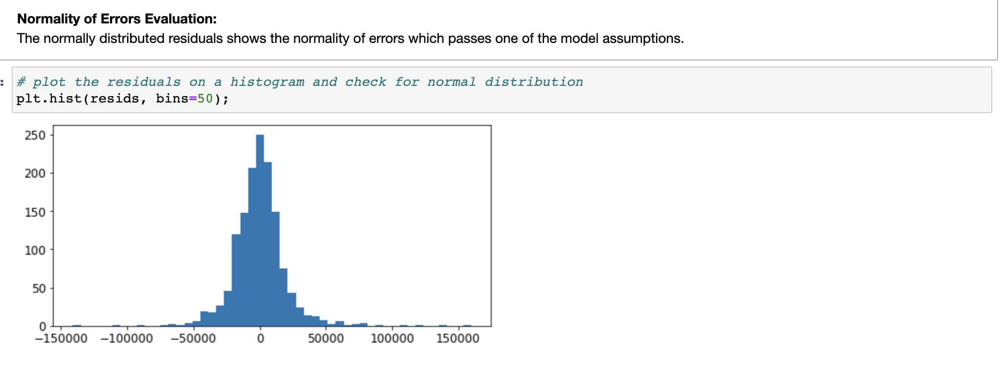 Normality of Errors Evaluation:
The normally distributed residuals shows the normality of errors which passes one of the model assumptions.
:
# plot the residuals on a histogram and check for normal distribution
plt.hist(resids, bins=50);
250
200
150
100
50
0
−150000 −100000 −50000 0 50000 100000 150000